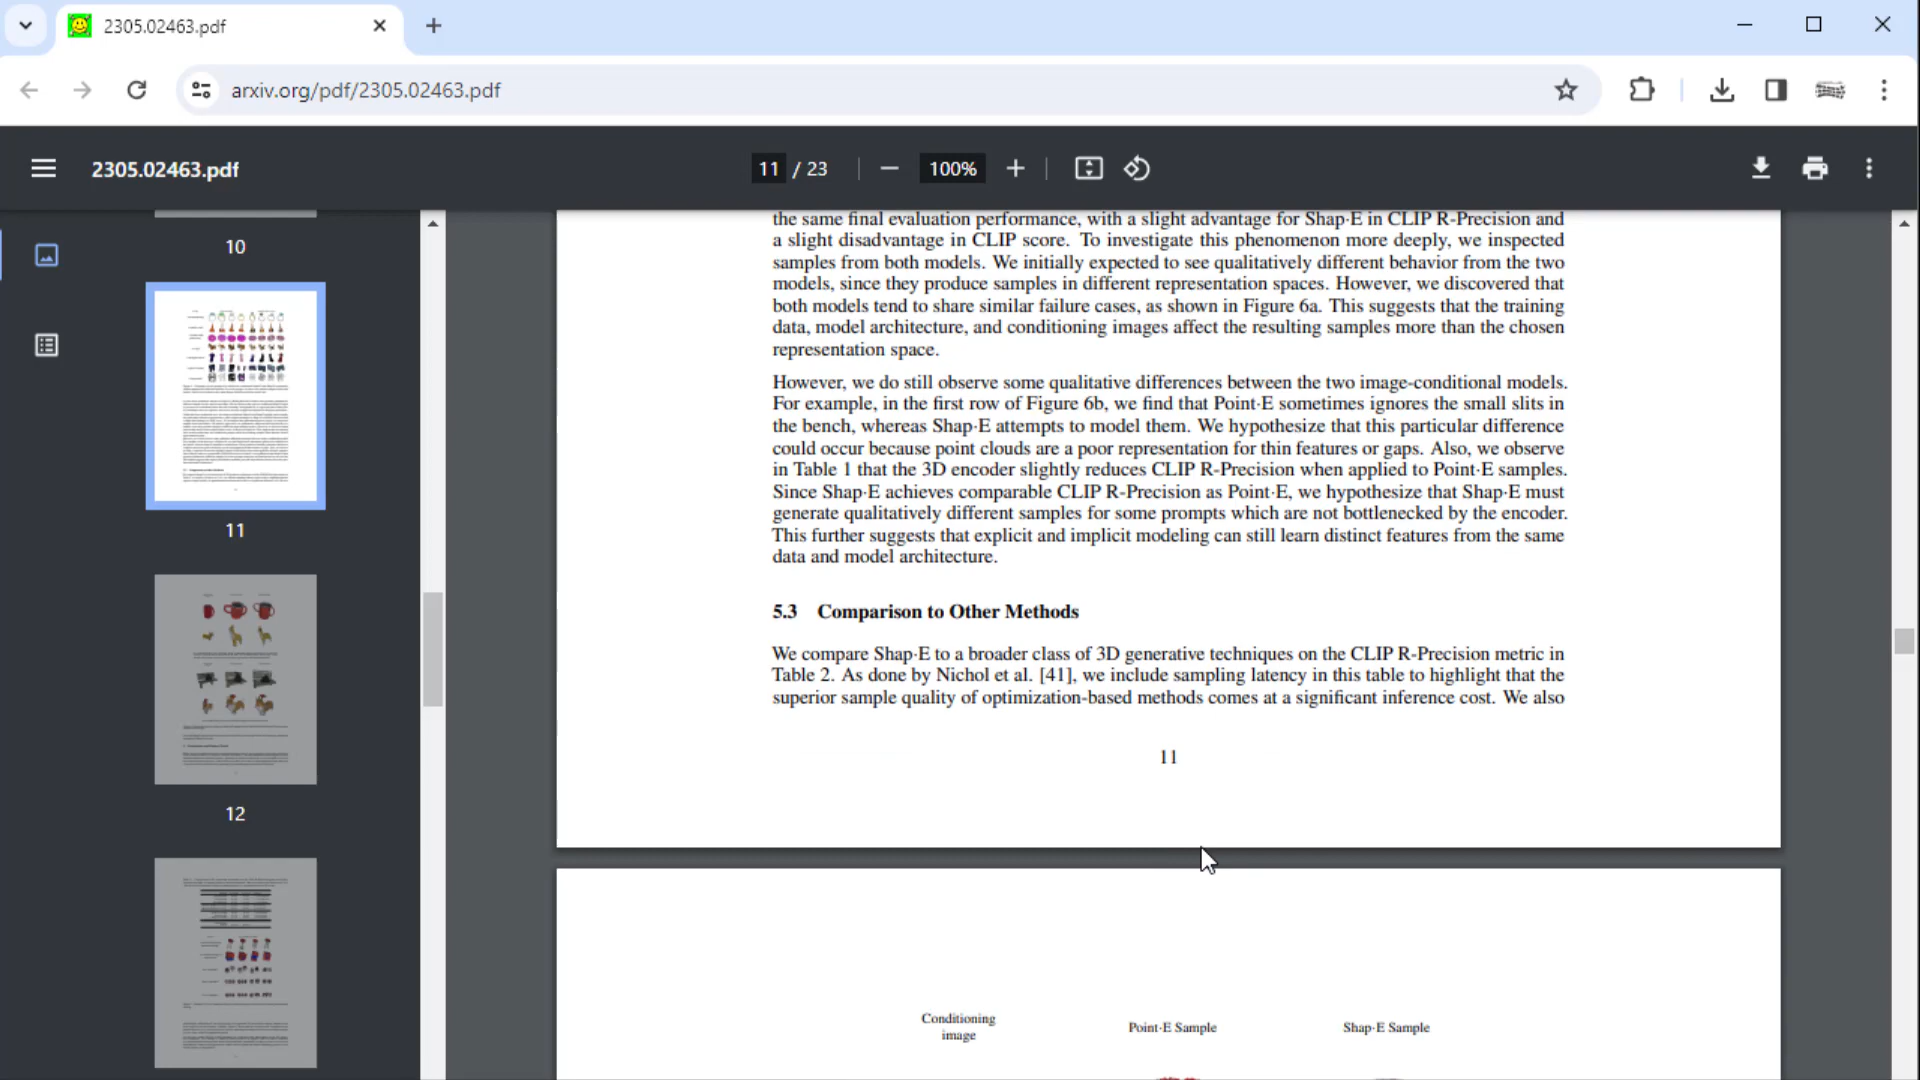 2305.02463.pdf
arxiv.org/pdf/2305.02463.pdf
2305.02463.pdf
11 / 23
100%
10
11
12
the same final evaluation performance, with a slight advantage for Shap·E in CLIP R-Precision and
a slight disadvantage in CLIP score. To investigate this phenomenon more deeply, we inspected
samples from both models. We initially expected to see qualitatively different behavior from the two
models, since they produce samples in different representation spaces. However, we discovered that
both models tend to share similar failure cases, as shown in Figure 6a. This suggests that the training
data, model architecture, and conditioning images affect the resulting samples more than the chosen
representation space.
However, we do still observe some qualitative differences between the two image-conditional models.
For example, in the first row of Figure 6b, we find that Point·E sometimes ignores the small slits in
the bench, whereas Shap·E attempts to model them. We hypothesize that this particular difference
could occur because point clouds are a poor representation for thin features or gaps. Also, we observe
in Table 1 that the 3D encoder slightly reduces CLIP R-Precision when applied to Point·E samples.
Since Shap·E achieves comparable CLIP R-Precision as Point·E, we hypothesize that Shap·E must
generate qualitatively different samples for some prompts which are not bottlenecked by the encoder.
This further suggests that explicit and implicit modeling can still learn distinct features from the same
data and model architecture.
5.3 Comparison to Other Methods
We compare Shap·E to a broader class of 3D generative techniques on the CLIP R-Precision metric in
Table 2. As done by Nichol et al. [41], we include sampling latency in this table to highlight that the
superior sample quality of optimization-based methods comes at a significant inference cost. We also
11
Conditioning
image
Point·E Sample
Shap·E Sample